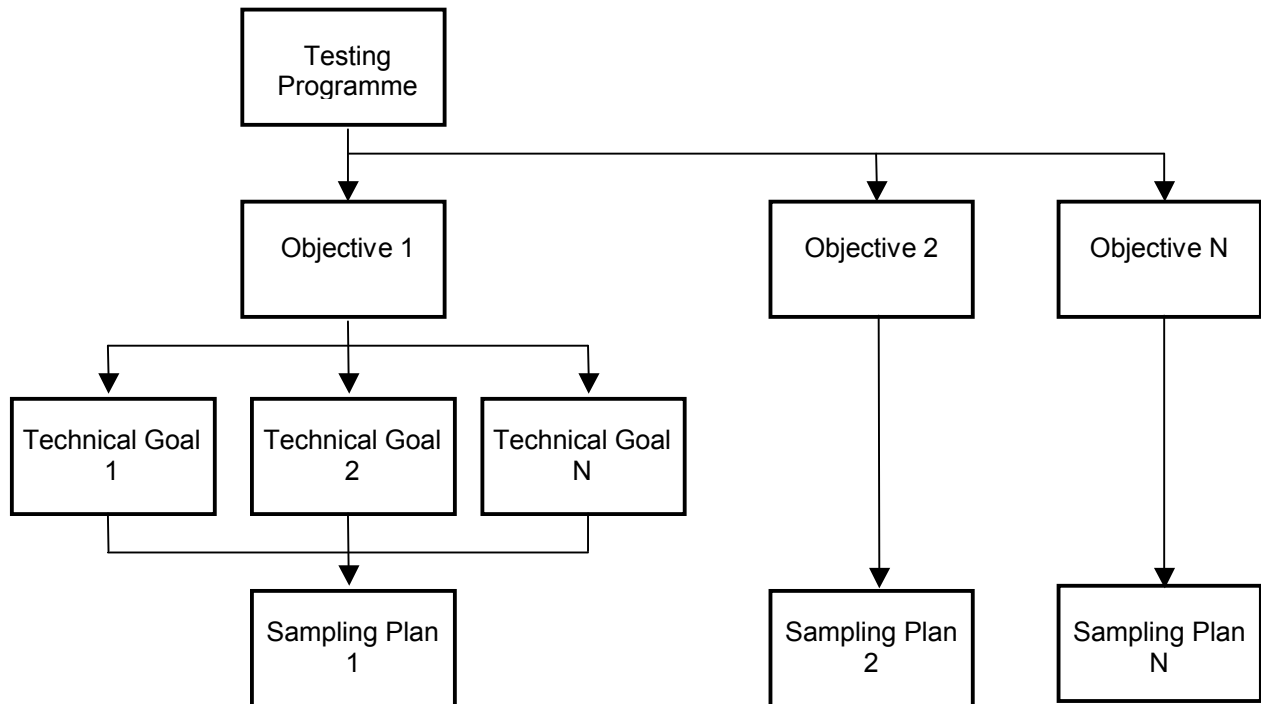 Testing
Programme
Objective 1
Objective 2
Objective N
Technical Goal
1
Technical Goal
2
Technical Goal
N
Sampling Plan
1
Sampling Plan
2
Sampling Plan
N